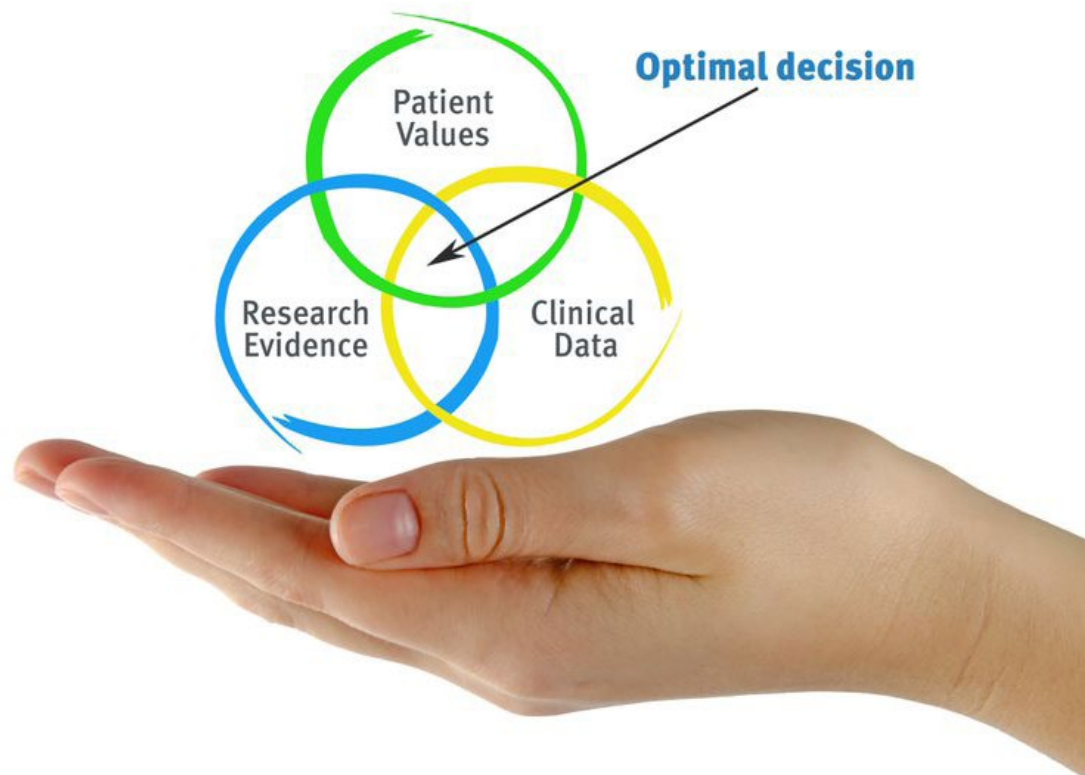 Optimal decision
Patient
Values
Research
Evidence
Clinical
Data